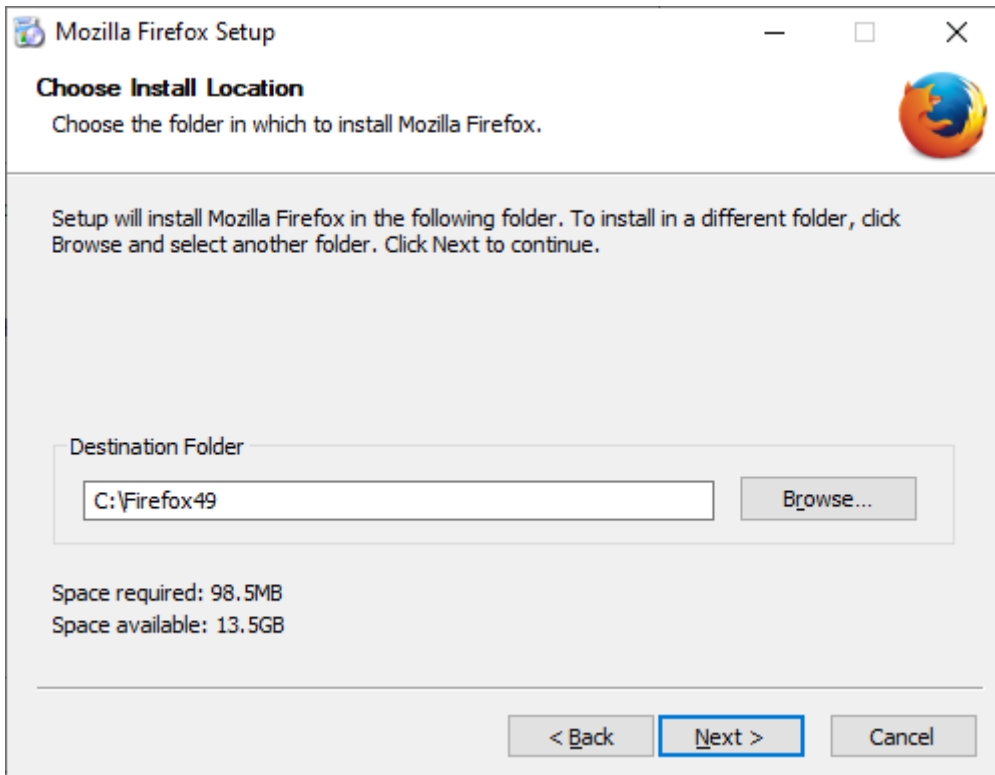 Mozilla Firefox Setup
Choose Install Location
Choose the folder in which to install Mozilla Firefox.
Setup will install Mozilla Firefox in the following folder. To install in a different folder, click
Browse and select another folder. Click Next to continue.
Destination Folder
C:\Firefox49
Browse...
Space required: 98.5MB
Space available: 13.5GB
< Back
Next >
Cancel